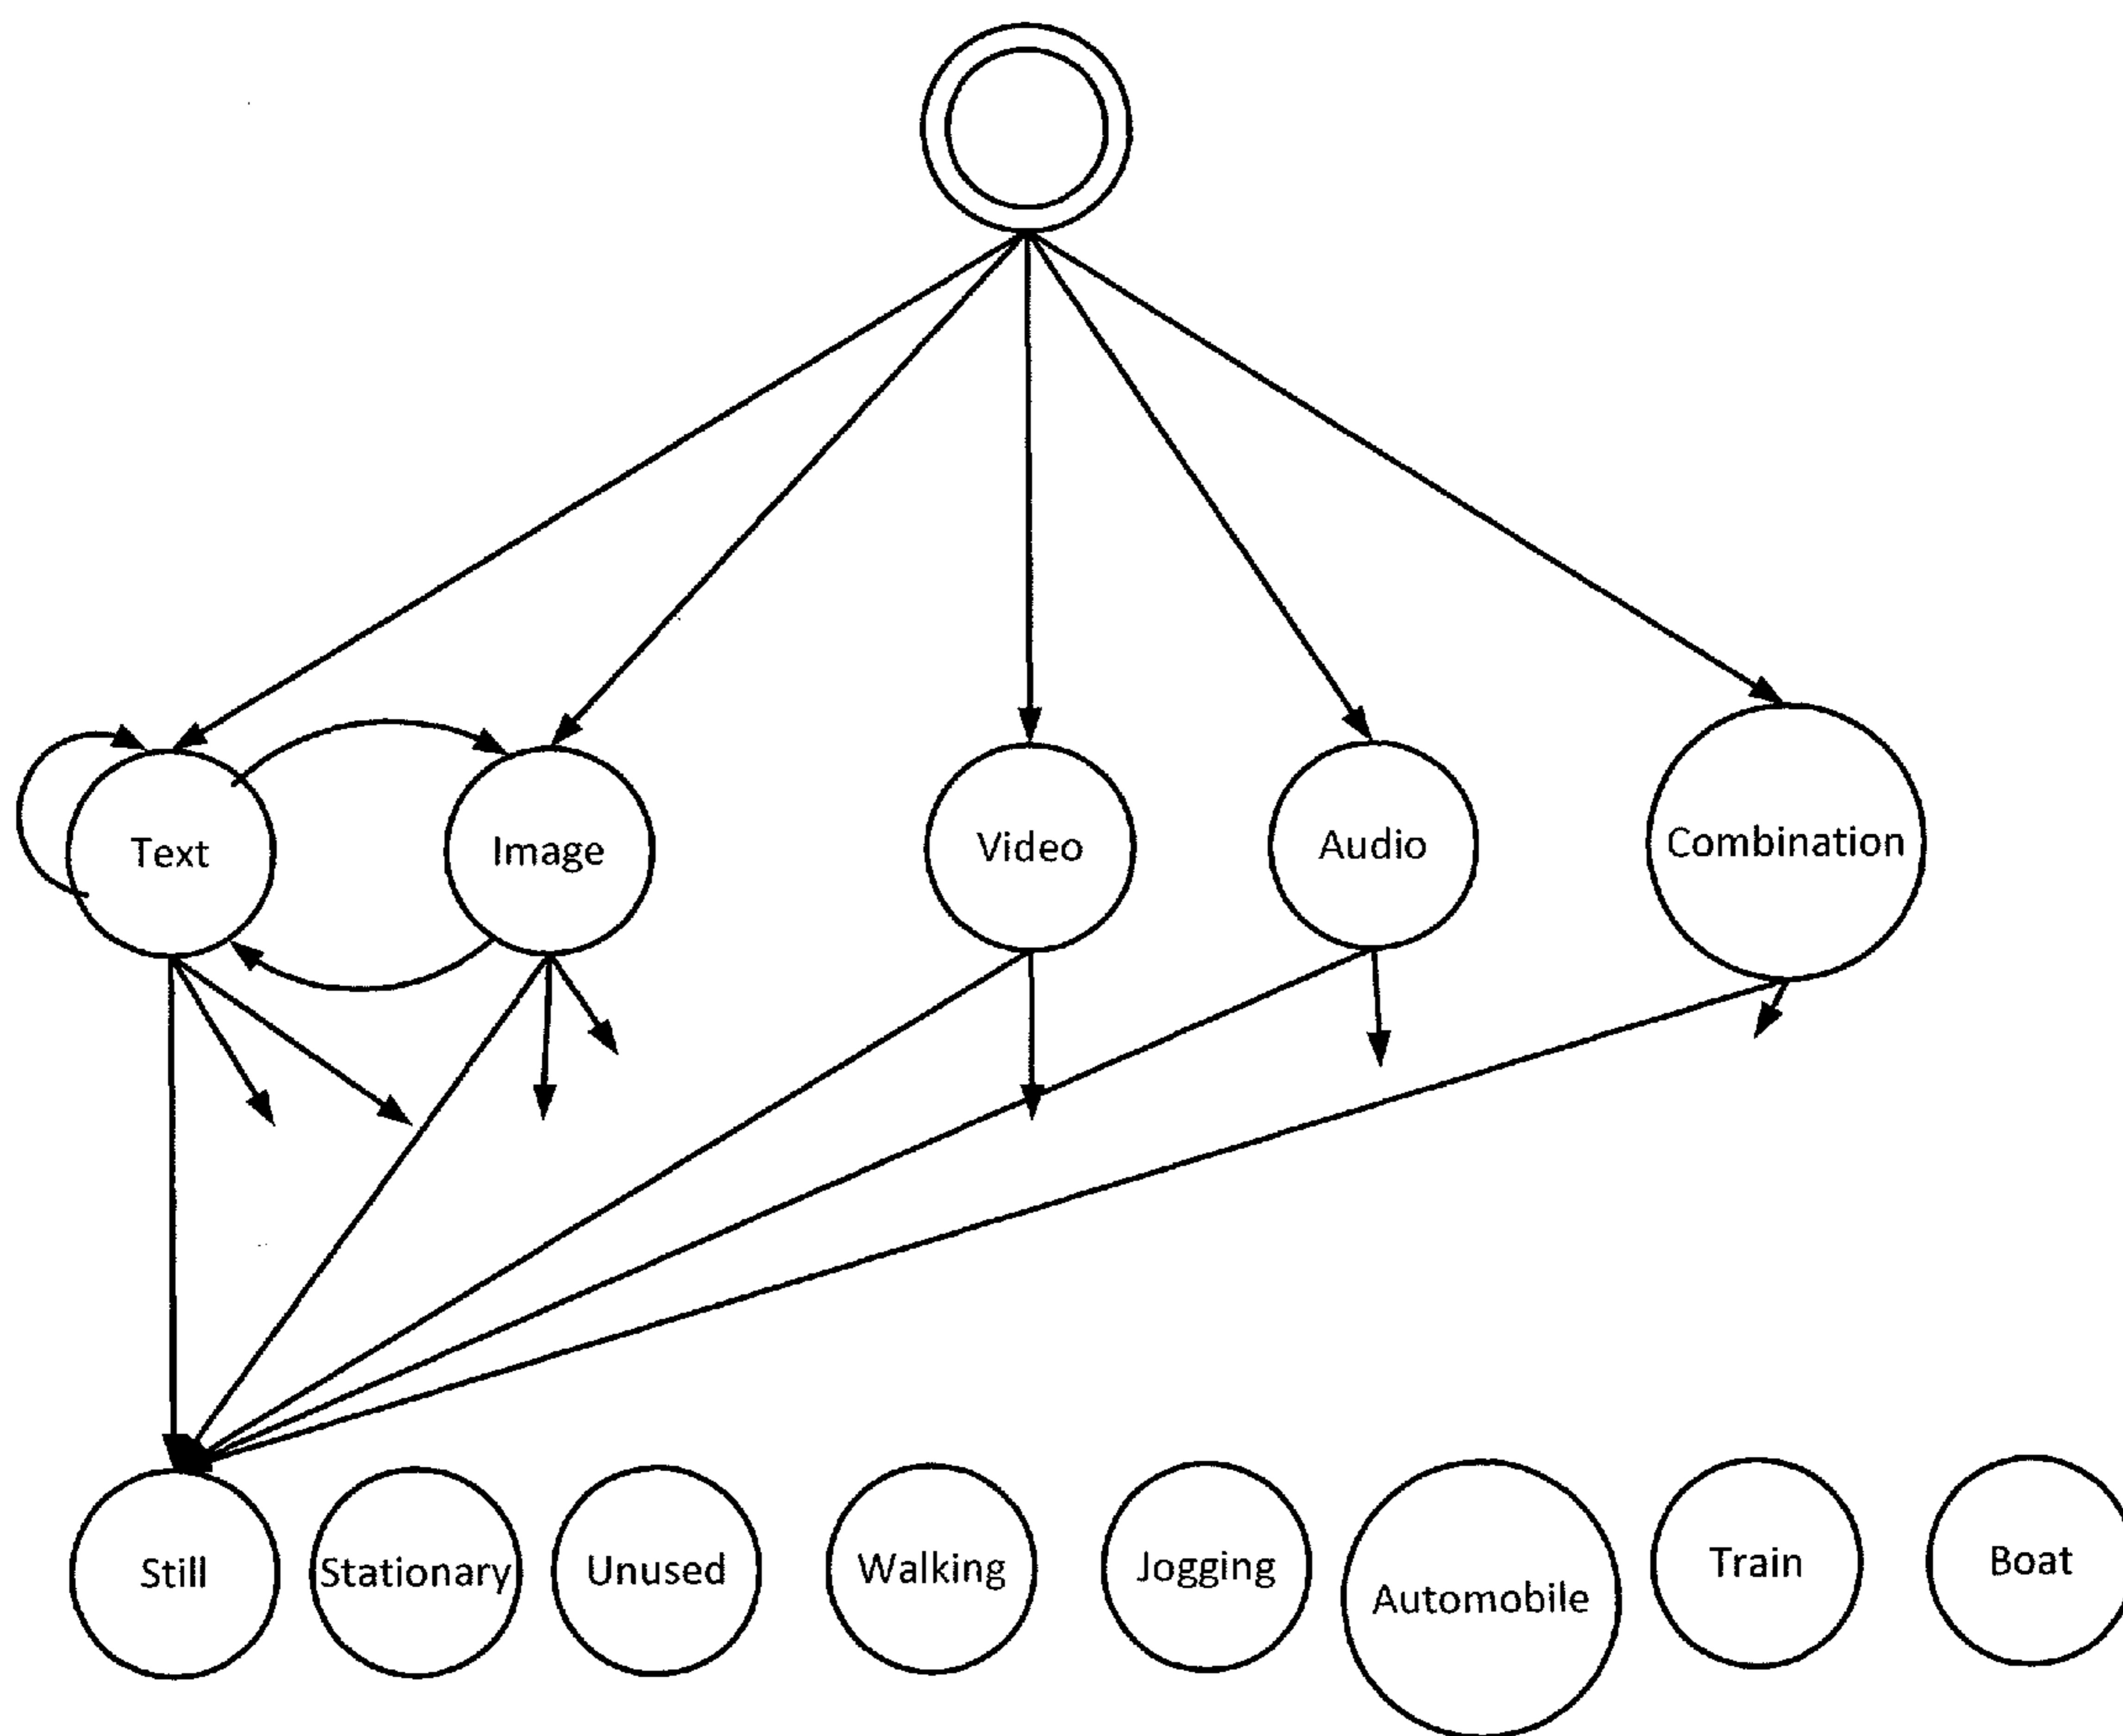 Text
Image
Video
Audio
Combination
Still
Stationary
Unused
Walking
Jogging
Automobile
Train
Boat